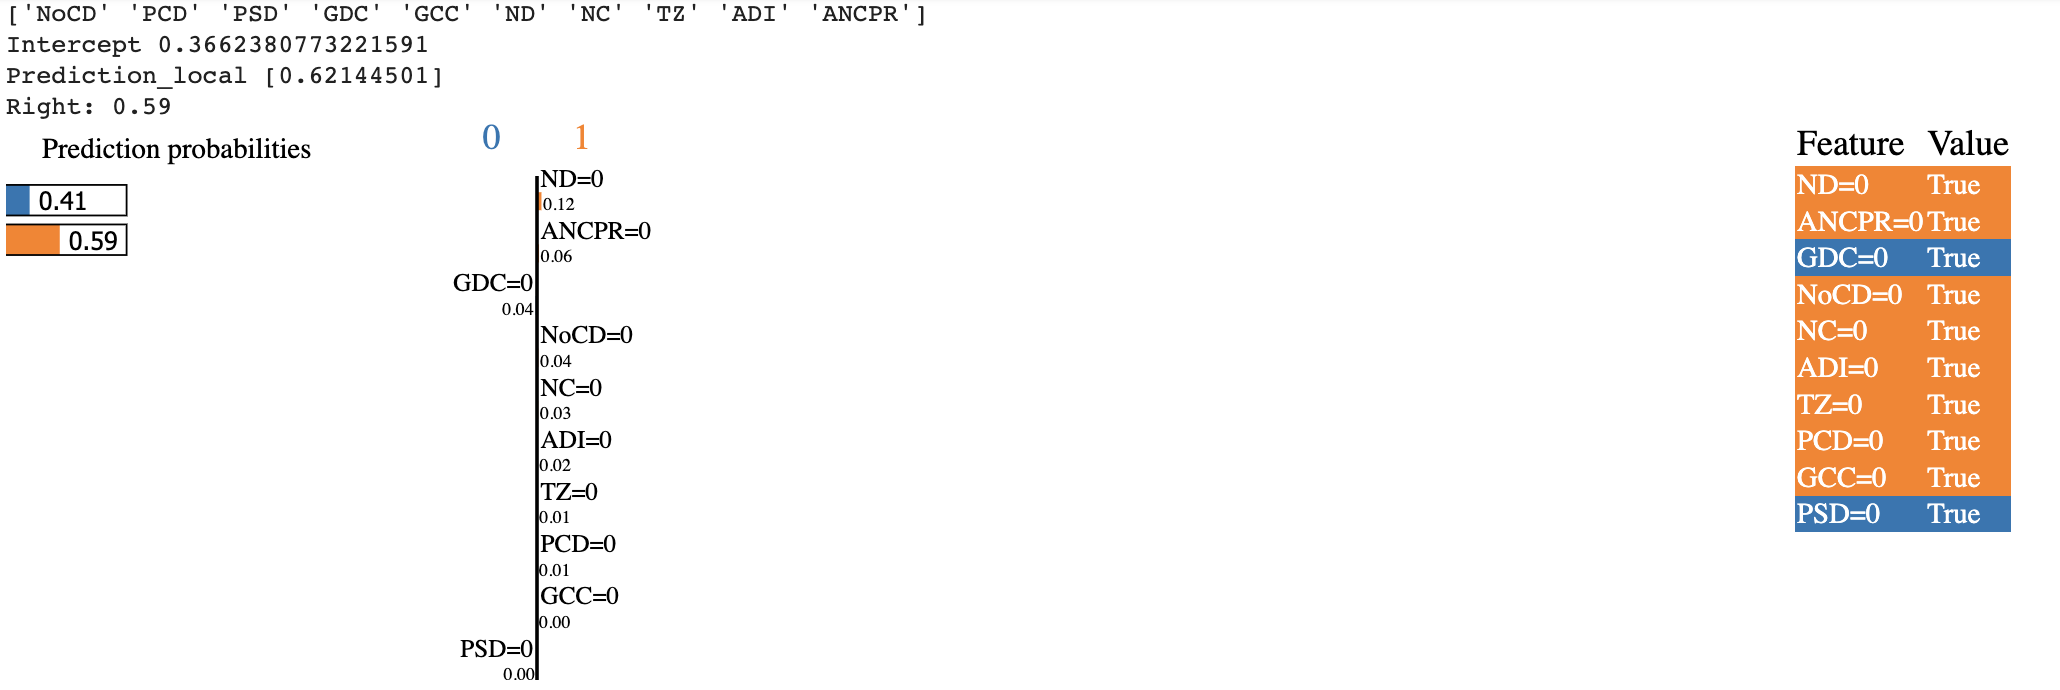 ['NoCD' 'PCD' 'PSD' 'GDC' 'GCC' 'ND' 'NC' 'TZ' 'ADI' 'ANCPR']
Intercept 0.3662380773221591
Prediction_local [0.62144501]
Right: 0.59
Prediction probabilities
0.41
0.59
0 1
ND=0
0.12
ANCPR=0
0.06
GDC=0
0.04
NoCD=0
0.04
NC=0
0.03
ADI=0
0.02
TZ=0
0.01
PCD=0
0.01
GCC=0
0.00
PSD=0
0.00
Feature Value
ND=0 True
ANCPR=0 True
GDC=0 True
NoCD=0 True
NC=0 True
ADI=0 True
TZ=0 True
PCD=0 True
GCC=0 True
PSD=0 True